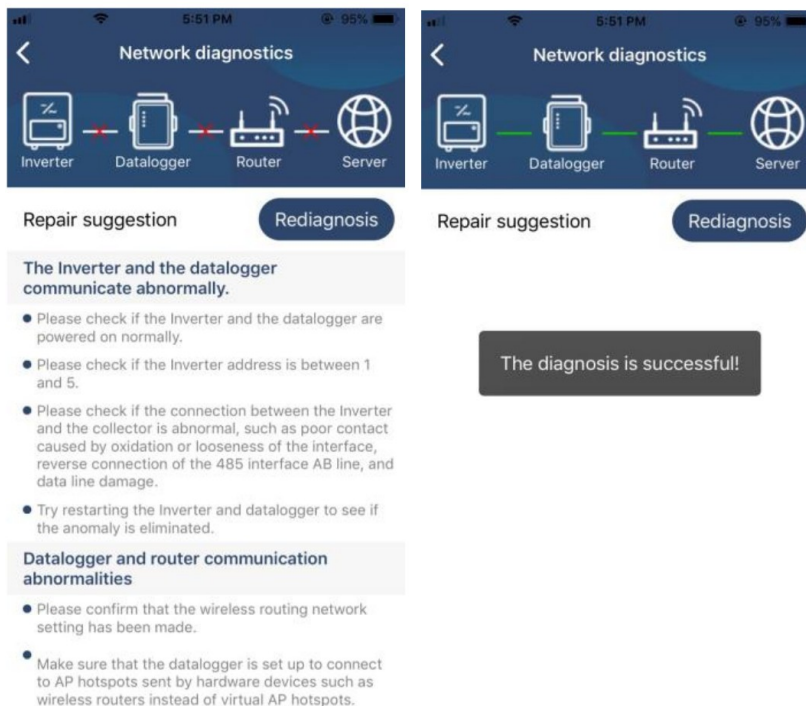 5:51 PM
95%
Network diagnostics
Inverter
Datalogger
Router
Server
Repair suggestion
Rediagnosis
The Inverter and the datalogger
communicate abnormally.
Please check if the Inverter and the datalogger are
powered on normally.
Please check if the Inverter address is between 1
and 5.
Please check if the connection between the Inverter
and the collector is abnormal, such as poor contact
caused by oxidation or looseness of the interface,
reverse connection of the 485 interface AB line, and
data line damage.
Try restarting the Inverter and datalogger to see if
the anomaly is eliminated.
Datalogger and router communication
abnormalities
Please confirm that the wireless routing network
setting has been made.
Make sure that the datalogger is set up to connect
to AP hotspots sent by hardware devices such as
wireless routers instead of virtual AP hotspots.
5:51 PM
95%
Network diagnostics
Inverter
Datalogger
Router
Server
Repair suggestion
Rediagnosis
The diagnosis is successful!